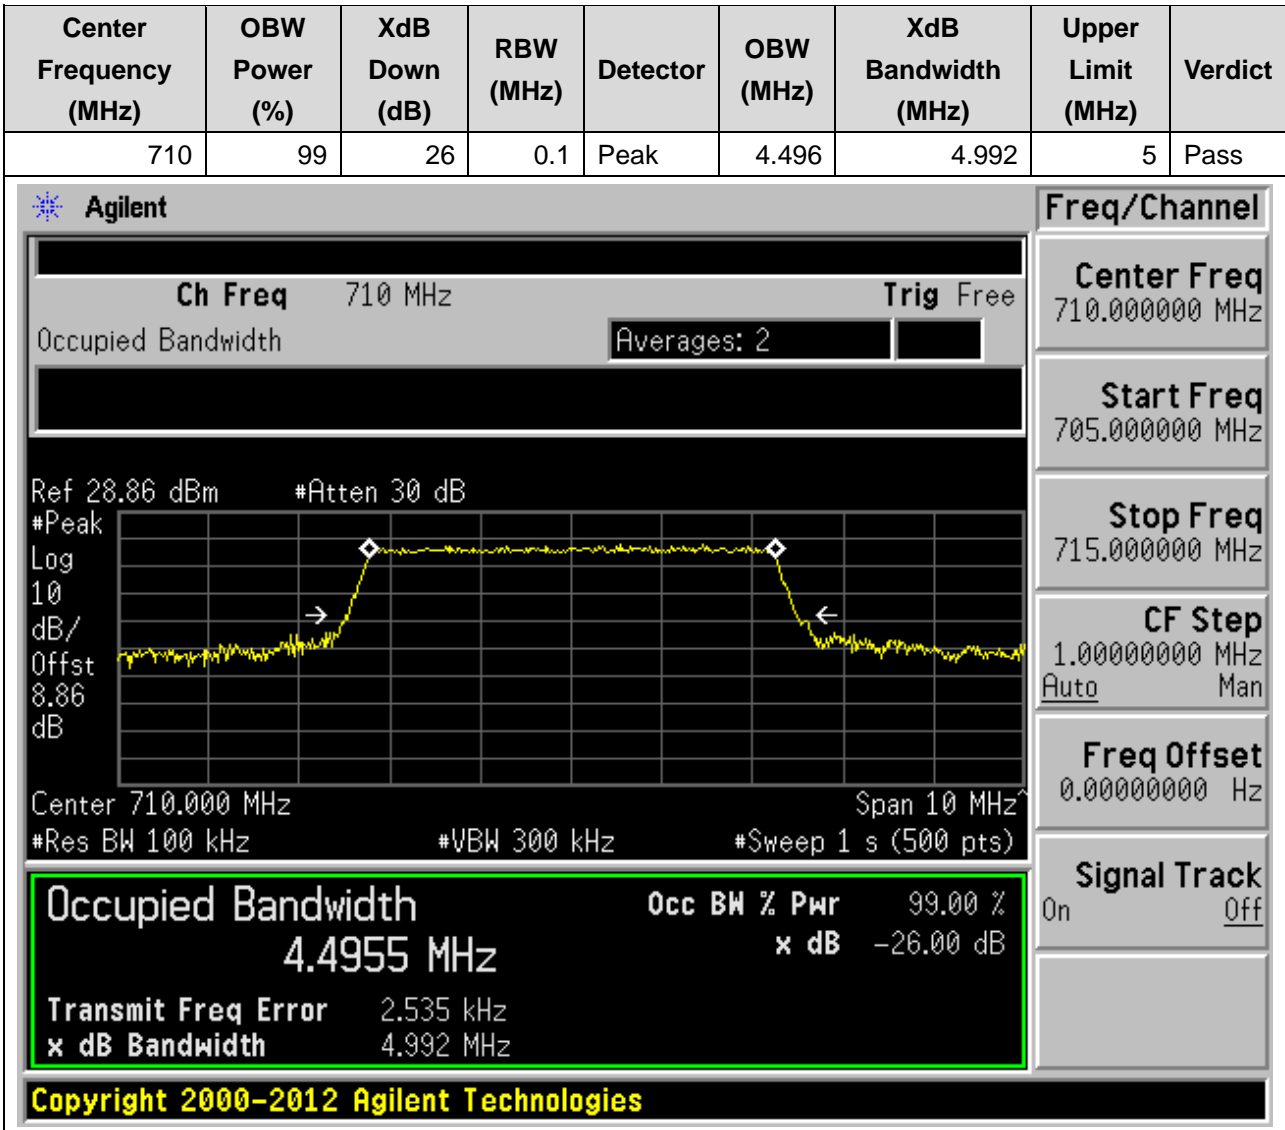 Center Frequency (MHz) OBW Power (%) XdB Down (dB) RBW (MHz) Detector OBW (MHz) XdB Bandwidth (MHz) Upper Limit (MHz) Verdict
710 99 26 0.1 Peak 4.496 4.992 5 Pass
Agilent
Ch Freq 710 MHz Trig Free
Occupied Bandwidth Averages: 2
Ref 28.86 dBm #Atten 30 dB
#Peak
Log
10
dB/
Offst
8.86
dB
Center 710.000 MHz Span 10 MHz^
#Res BW 100 kHz #VBW 300 kHz #Sweep 1 s (500 pts)
Occupied Bandwidth Occ BW % Pwr 99.00 %
4.4955 MHz x dB -26.00 dB
Transmit Freq Error 2.535 kHz
x dB Bandwidth 4.992 MHz
Copyright 2000-2012 Agilent Technologies
Freq/Channel
Center Freq
710.000000 MHz
Start Freq
705.000000 MHz
Stop Freq
715.000000 MHz
CF Step
1.00000000 MHz
Auto Man
Freq Offset
0.00000000 Hz
Signal Track
On Off